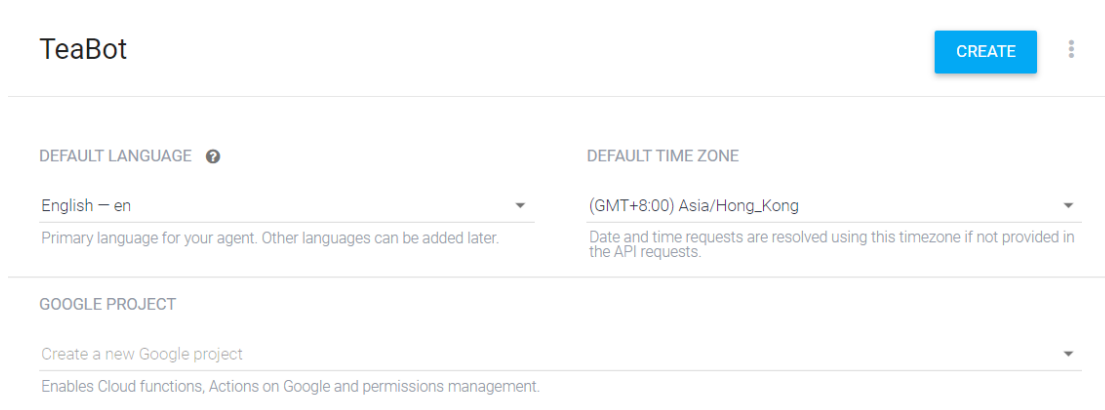 TeaBot
CREATE
DEFAULT LANGUAGE
DEFAULT TIME ZONE
English — en
(GMT+8:00) Asia/Hong_Kong
Primary language for your agent. Other languages can be added later.
Date and time requests are resolved using this timezone if not provided in
the API requests.
GOOGLE PROJECT
Create a new Google project
Enables Cloud functions, Actions on Google and permissions management.